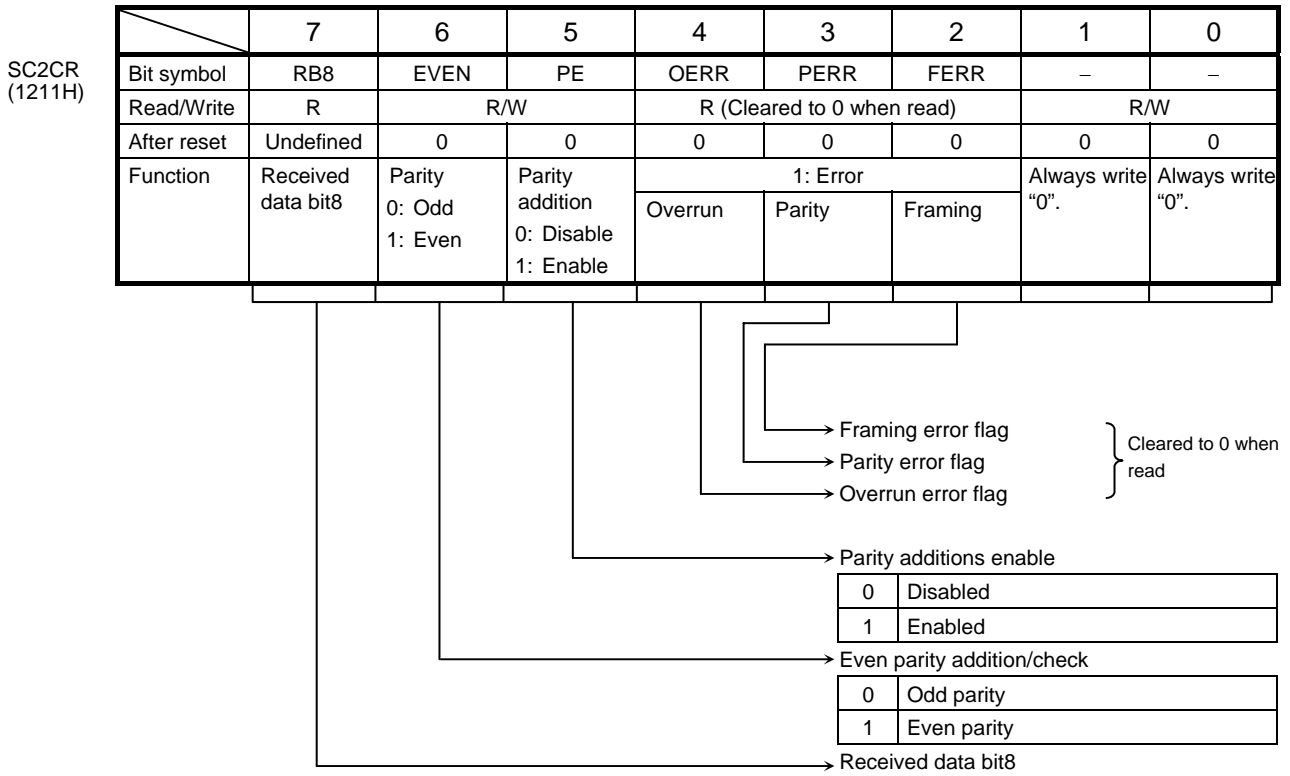 7 6 5 4 3 2 1 0
SC2CR
(1211H)
Bit symbol RB8 EVEN PE OERR PERR FERR – –
Read/Write R R/W R (Cleared to 0 when read) R/W
After reset Undefined 0 0 0 0 0 0 0
Function Received data bit8 Parity 0: Odd 1: Even Parity addition 0: Disable 1: Enable 1: Error Overrun Parity Framing Always write “0”. Always write “0”.
Framing error flag
Parity error flag
Overrun error flag
Cleared to 0 when
read
Parity additions enable
0 Disabled
1 Enabled
Even parity addition/check
0 Odd parity
1 Even parity
Received data bit8